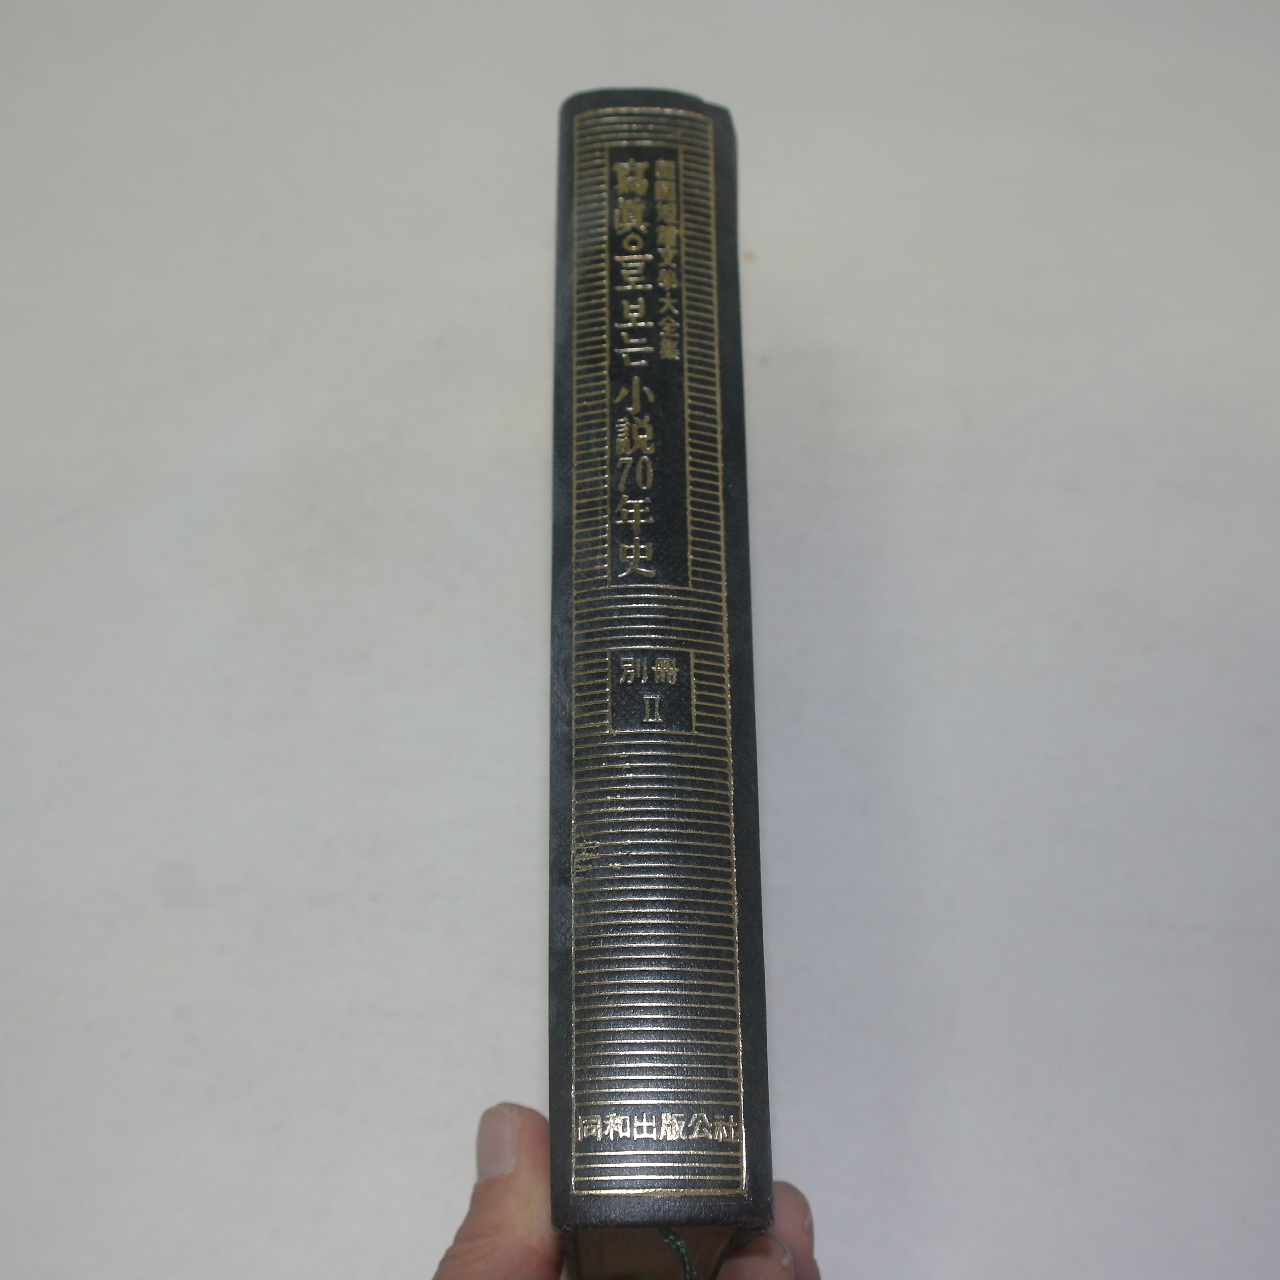 韓國短篇文學大全集
寫眞으로보는 小説70年史
別冊
II
同和出版公社